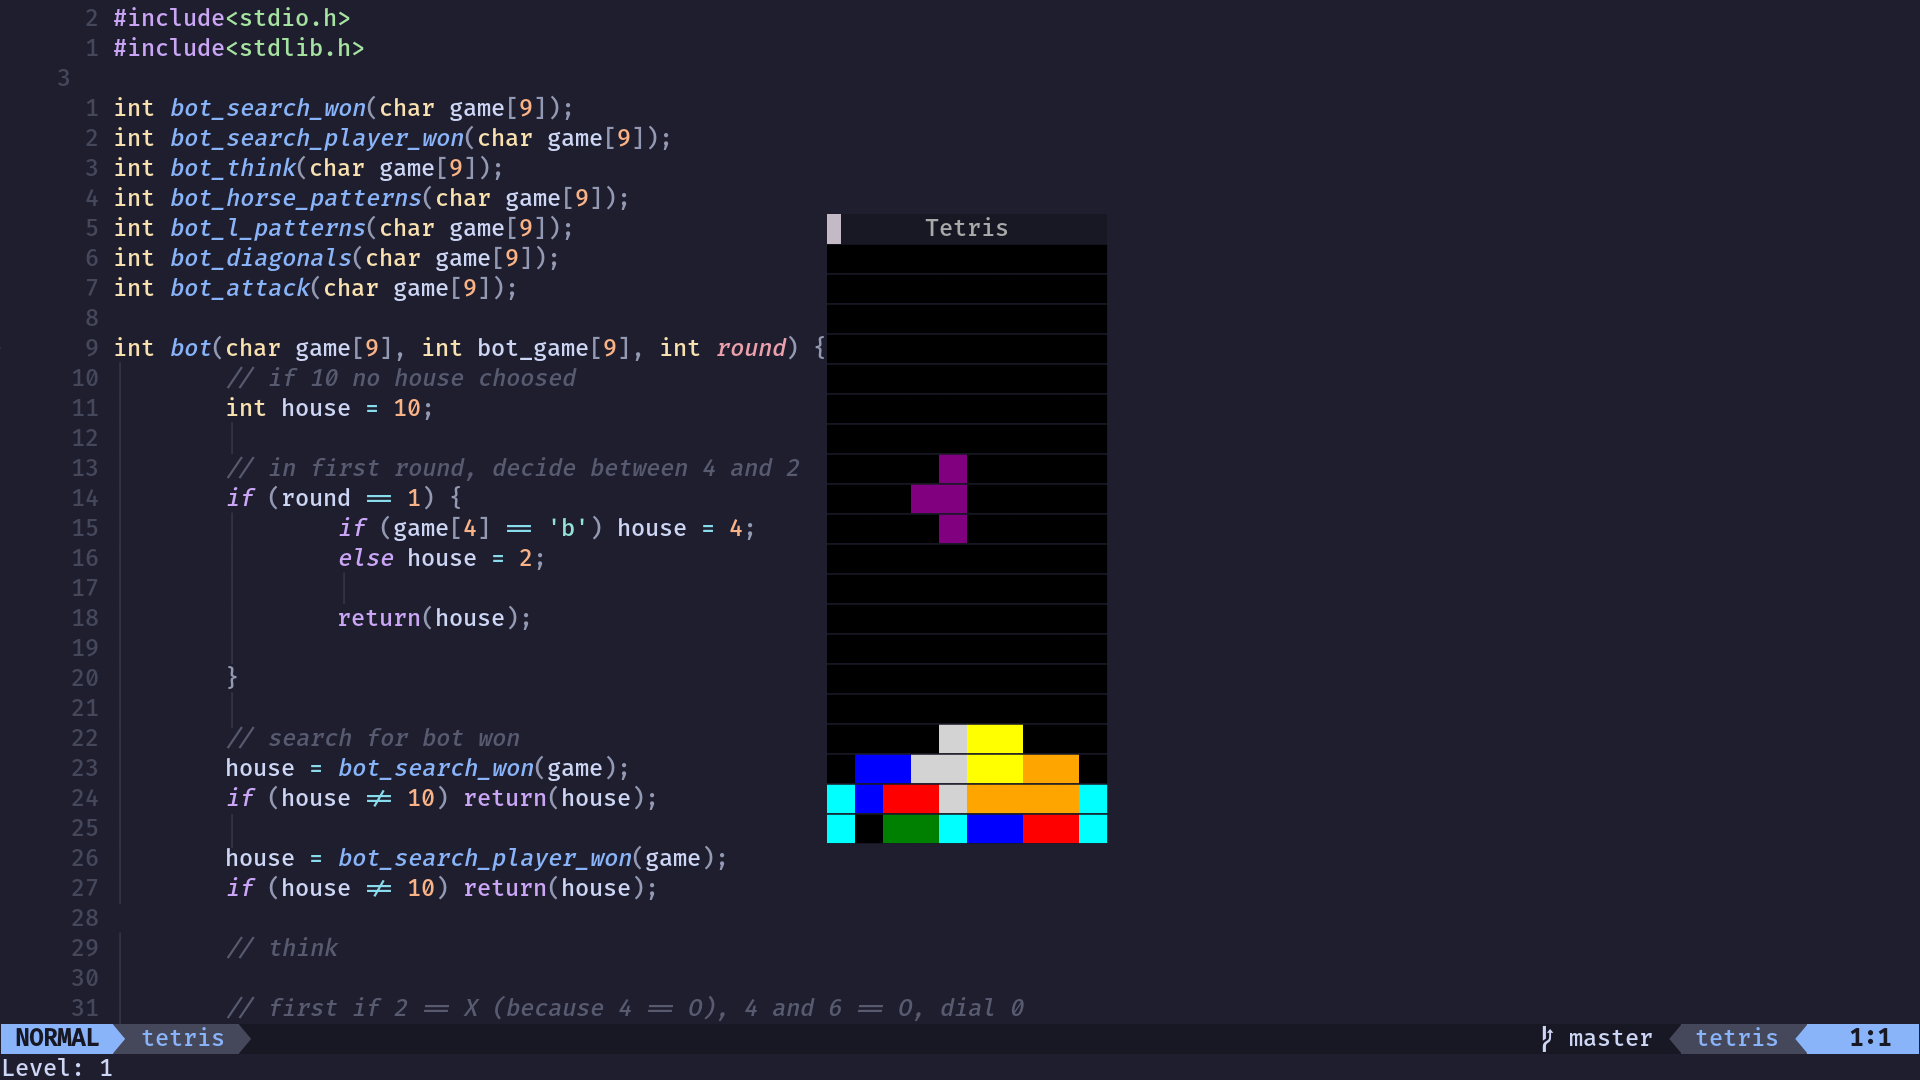 2 #include<stdio.h>
1 #include<stdlib.h>
3
1 int bot_search_won(char game[9]);
2 int bot_search_player_won(char game[9]);
3 int bot_think(char game[9]);
4 int bot_horse_patterns(char game[9]);
5 int bot_l_patterns(char game[9]);
Tetris
6 int bot_diagonals(char game[9]);
7 int bot_attack(char game[9]);
8
9 int bot(char game[9], int bot_game[9], int round) {
10 // if 10 no house choosed
11 int house = 10;
12
13 // in first round, decide between 4 and 2
14 if (round == 1) {
15 if (game[4] == 'b') house = 4;
16 else house = 2;
17
18 return(house);
19
20 }
21
22 // search for bot won
23 house = bot_search_won(game);
24 if (house ≠ 10) return(house);
25
26 house = bot_search_player_won(game);
27 if (house ≠ 10) return(house);
28
29 // think
30
31 // first if 2 == X (because 4 == O), 4 and 6 == O, dial 0
NORMAL tetris master tetris 1:1
Level: 1